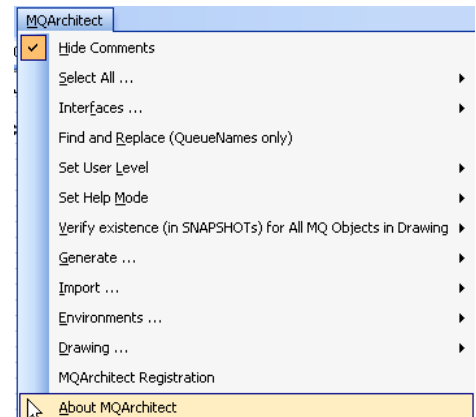 MQArchitect
Hide Comments
Select All ...
Interfaces ...
Find and Replace (QueueNames only)
Set User Level
Set Help Mode
Verify existence (in SNAPSHOTs) for All MQ Objects in Drawing
Generate ...
Import ...
Environments ...
Drawing ...
MQArchitect Registration
About MQArchitect